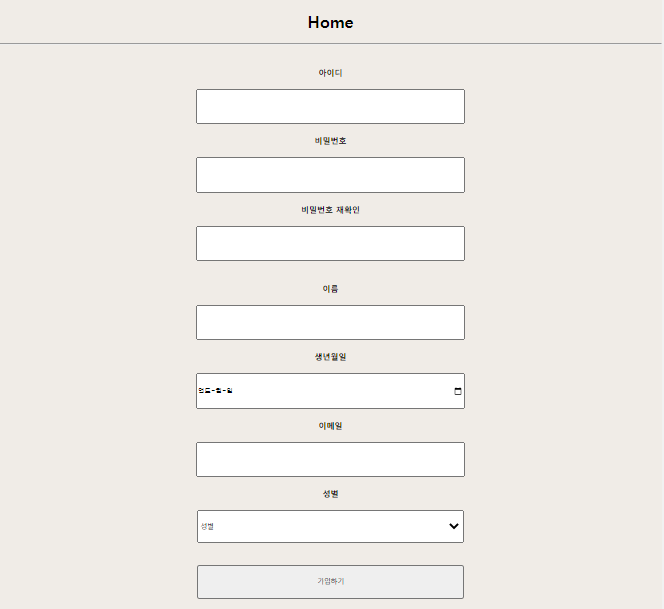 Home
아이디
비밀번호
비밀번호 재확인
이름
생년월일
연도-월-일
이메일
성별
성별
가입하기